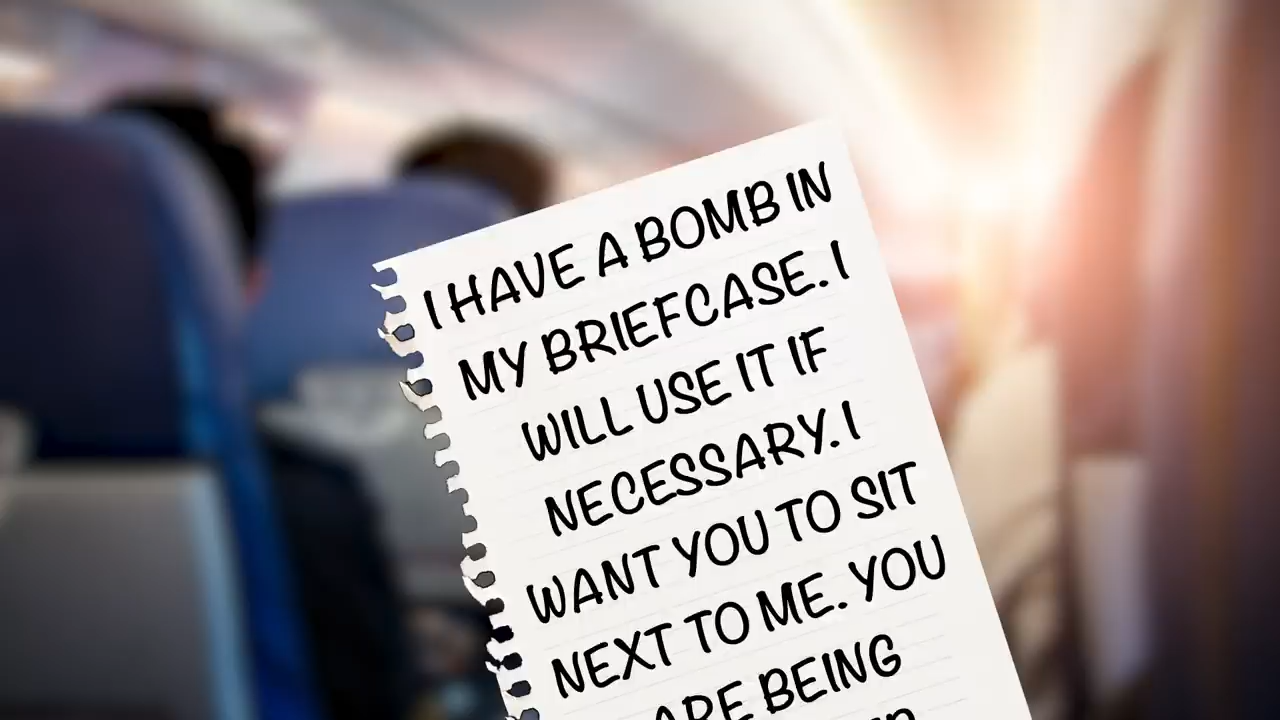 I HAVE A BOMB IN
MY BRIEFCASE. I
WILL USE IT IF
NECESSARY. I
WANT YOU TO SIT
NEXT TO ME. YOU
ARE BEING